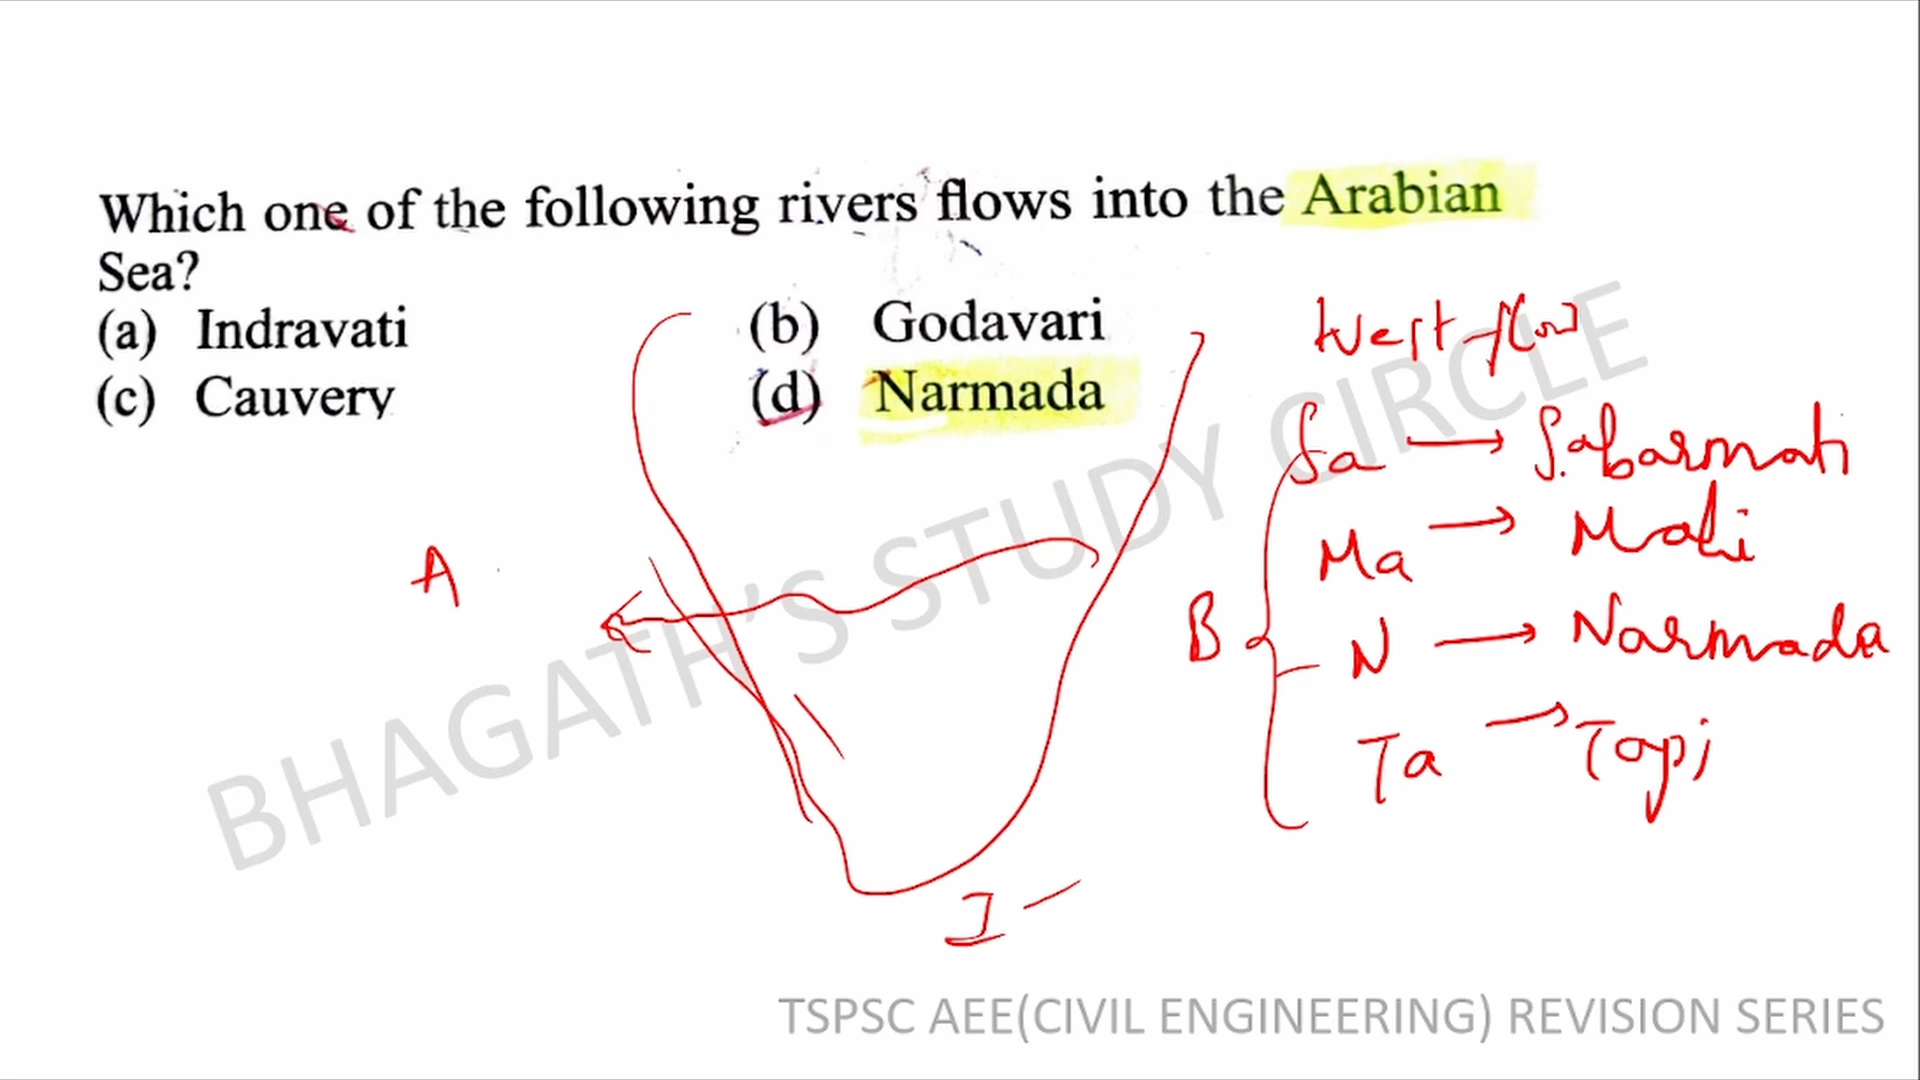 Which one of the following rivers flows into the Arabian
Sea?
(a) Indravati (b) Godavari
(c) Cauvery (d) Narmada
West flow
Sa → Sabarmati
Ma → Mahi
N → Narmada
Ta → Tapi
A
B
I
BHAGATH'S STUDY CIRCLE
TSPSC AEE(CIVIL ENGINEERING) REVISION SERIES